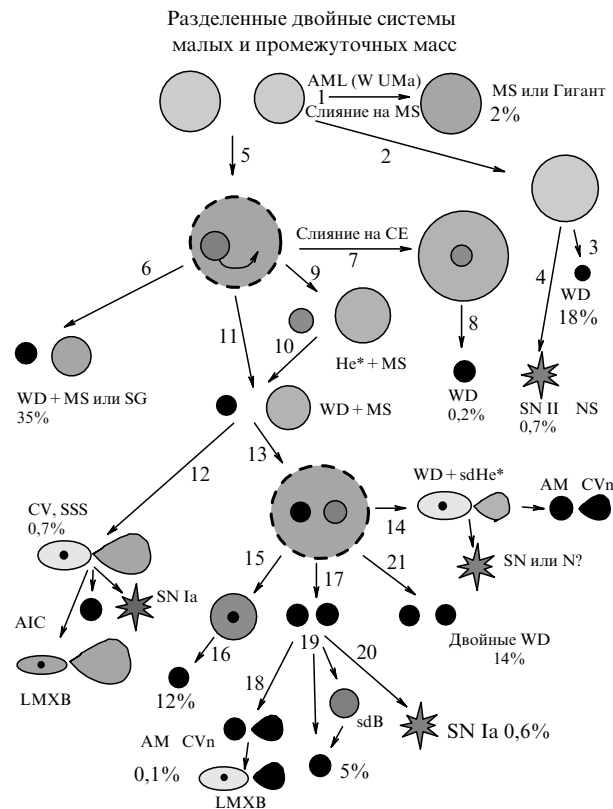 Разделенные двойные системы
малых и промежуточных масс
AML (W UMa)
1
Слияние на MS
MS или Гигант
2%
2
5
3
4
Слияние на CE
7
6
9
WD
18%
8
11
10
He* + MS
WD + MS или SG
35%
WD + MS
WD
0,2%
SN II NS
0,7%
12
13
WD + sdHe*
AM CVn
CV, SSS
0,7%
14
15
17
21
SN или N?
SN Ia
AIC
16
19
20
Двойные WD
14%
LMXB
12%
18
sdB
SN Ia 0,6%
AM CVn
0,1%
5%
LMXB